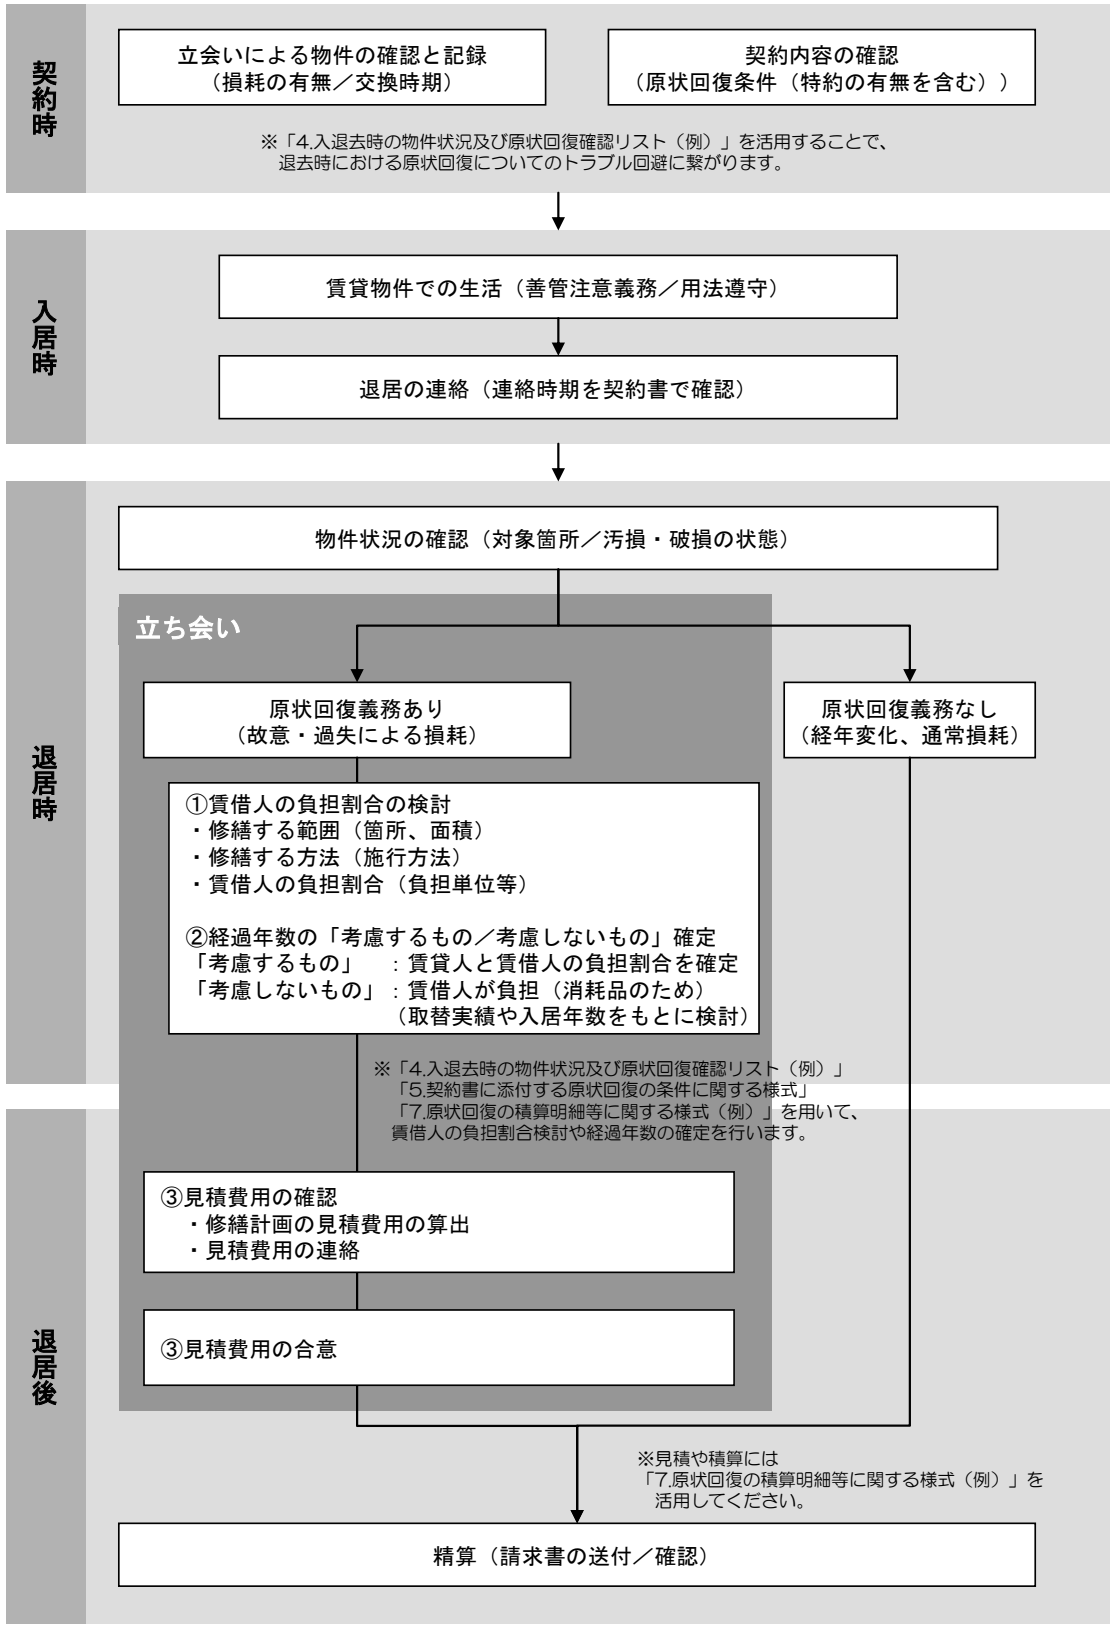 契約時
立会いによる物件の確認と記録
(損耗の有無／交換時期)
契約内容の確認
(原状回復条件（特約の有無を含む）)
※「4.入退去時の物件状況及び原状回復確認リスト（例）」を活用することで、
退去時における原状回復についてのトラブル回避に繋がります。
入居時
賃貸物件での生活（善管注意義務／用法遵守）
退居の連絡（連絡時期を契約書で確認）
退居時
物件状況の確認（対象箇所／汚損・破損の状態）
立ち会い
原状回復義務あり
(故意・過失による損耗)
原状回復義務なし
(経年変化、通常損耗)
①賃借人の負担割合の検討
・修繕する範囲（箇所、面積）
・修繕する方法（施行方法）
・賃借人の負担割合（負担単位等）
②経過年数の「考慮するもの／考慮しないもの」確定
「考慮するもの」　：賃貸人と賃借人の負担割合を確定
「考慮しないもの」：賃借人が負担（消耗品のため）
（取替実績や入居年数をもとに検討）
※「4.入退去時の物件状況及び原状回復確認リスト（例）」
「5.契約書に添付する原状回復の条件に関する様式」
「7.原状回復の積算明細等に関する様式（例）」を用いて、
賃借人の負担割合検討や経過年数の確定を行います。
退居後
③見積費用の確認
・修繕計画の見積費用の算出
・見積費用の連絡
③見積費用の合意
※見積や積算には
「7.原状回復の積算明細等に関する様式（例）」を
活用してください。
精算（請求書の送付／確認）